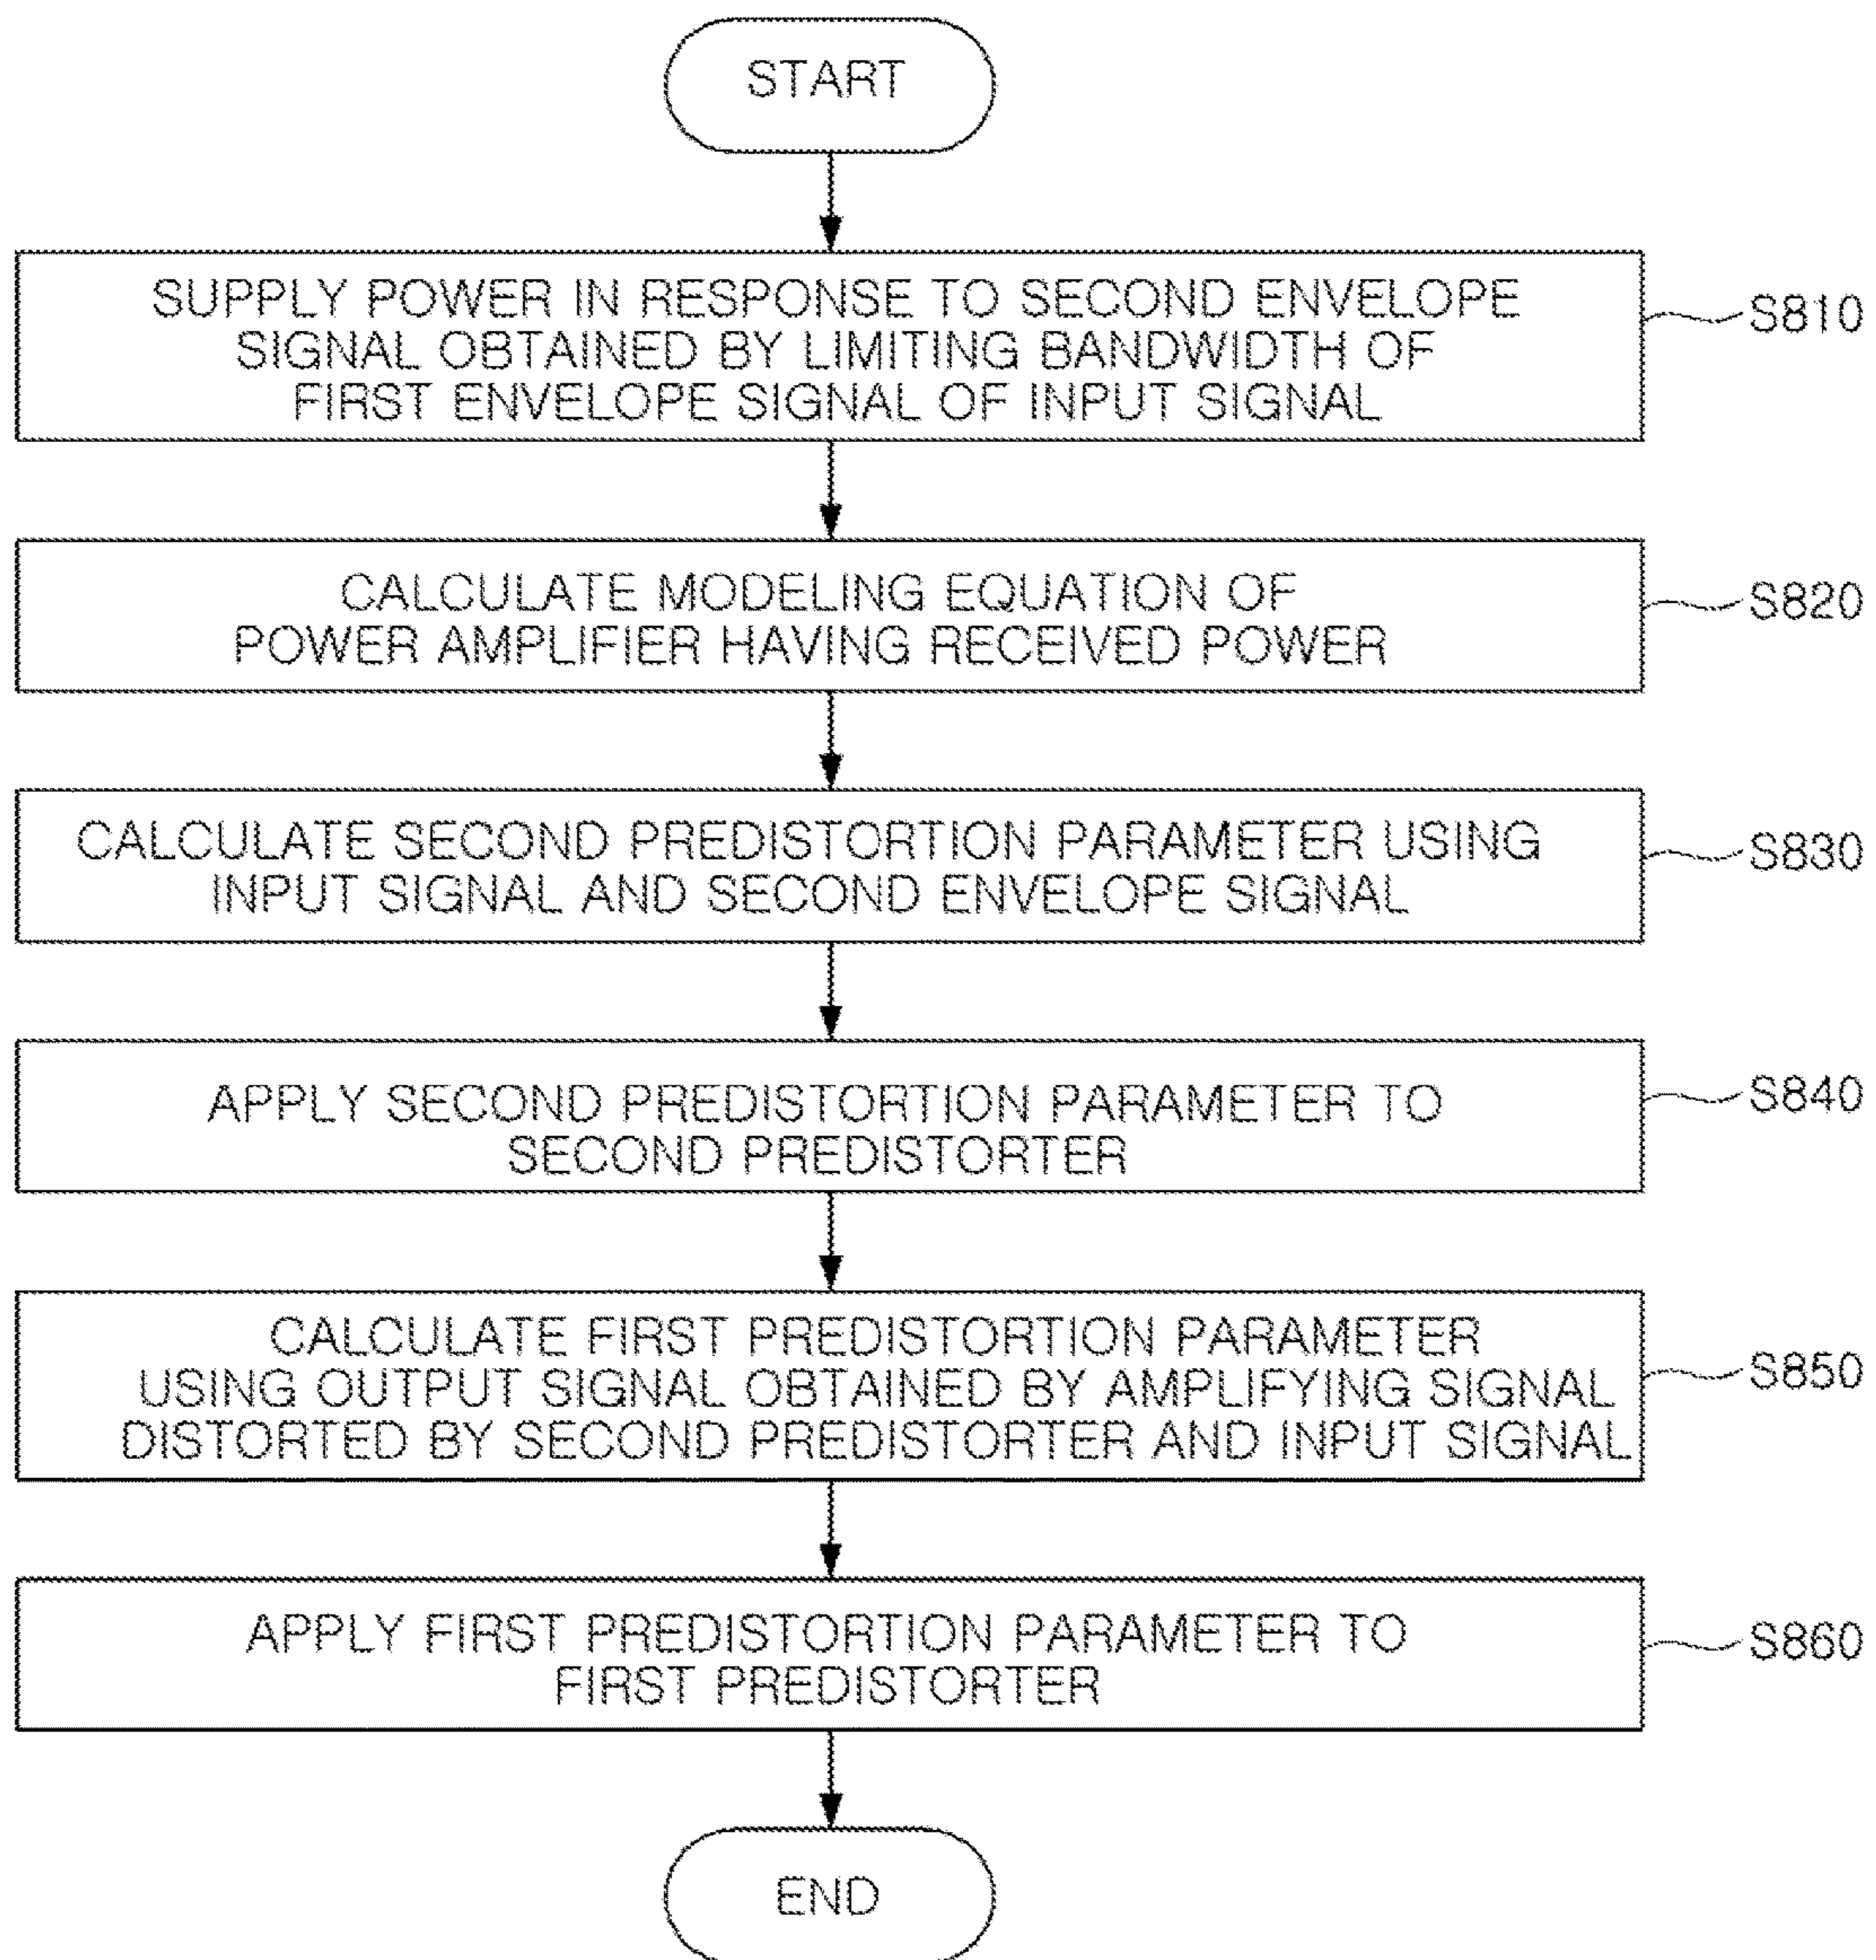 START
SUPPLY POWER IN RESPONSE TO SECOND ENVELOPE
SIGNAL OBTAINED BY LIMITING BANDWIDTH OF
FIRST ENVELOPE SIGNAL OF INPUT SIGNAL
S810
CALCULATE MODELING EQUATION OF
POWER AMPLIFIER HAVING RECEIVED POWER
S820
CALCULATE SECOND PREDISTORTION PARAMETER USING
INPUT SIGNAL AND SECOND ENVELOPE SIGNAL
S830
APPLY SECOND PREDISTORTION PARAMETER TO
SECOND PREDISTORTER
S840
CALCULATE FIRST PREDISTORTION PARAMETER
USING OUTPUT SIGNAL OBTAINED BY AMPLIFYING SIGNAL
DISTORTED BY SECOND PREDISTORTER AND INPUT SIGNAL
S850
APPLY FIRST PREDISTORTION PARAMETER TO
FIRST PREDISTORTER
S860
END